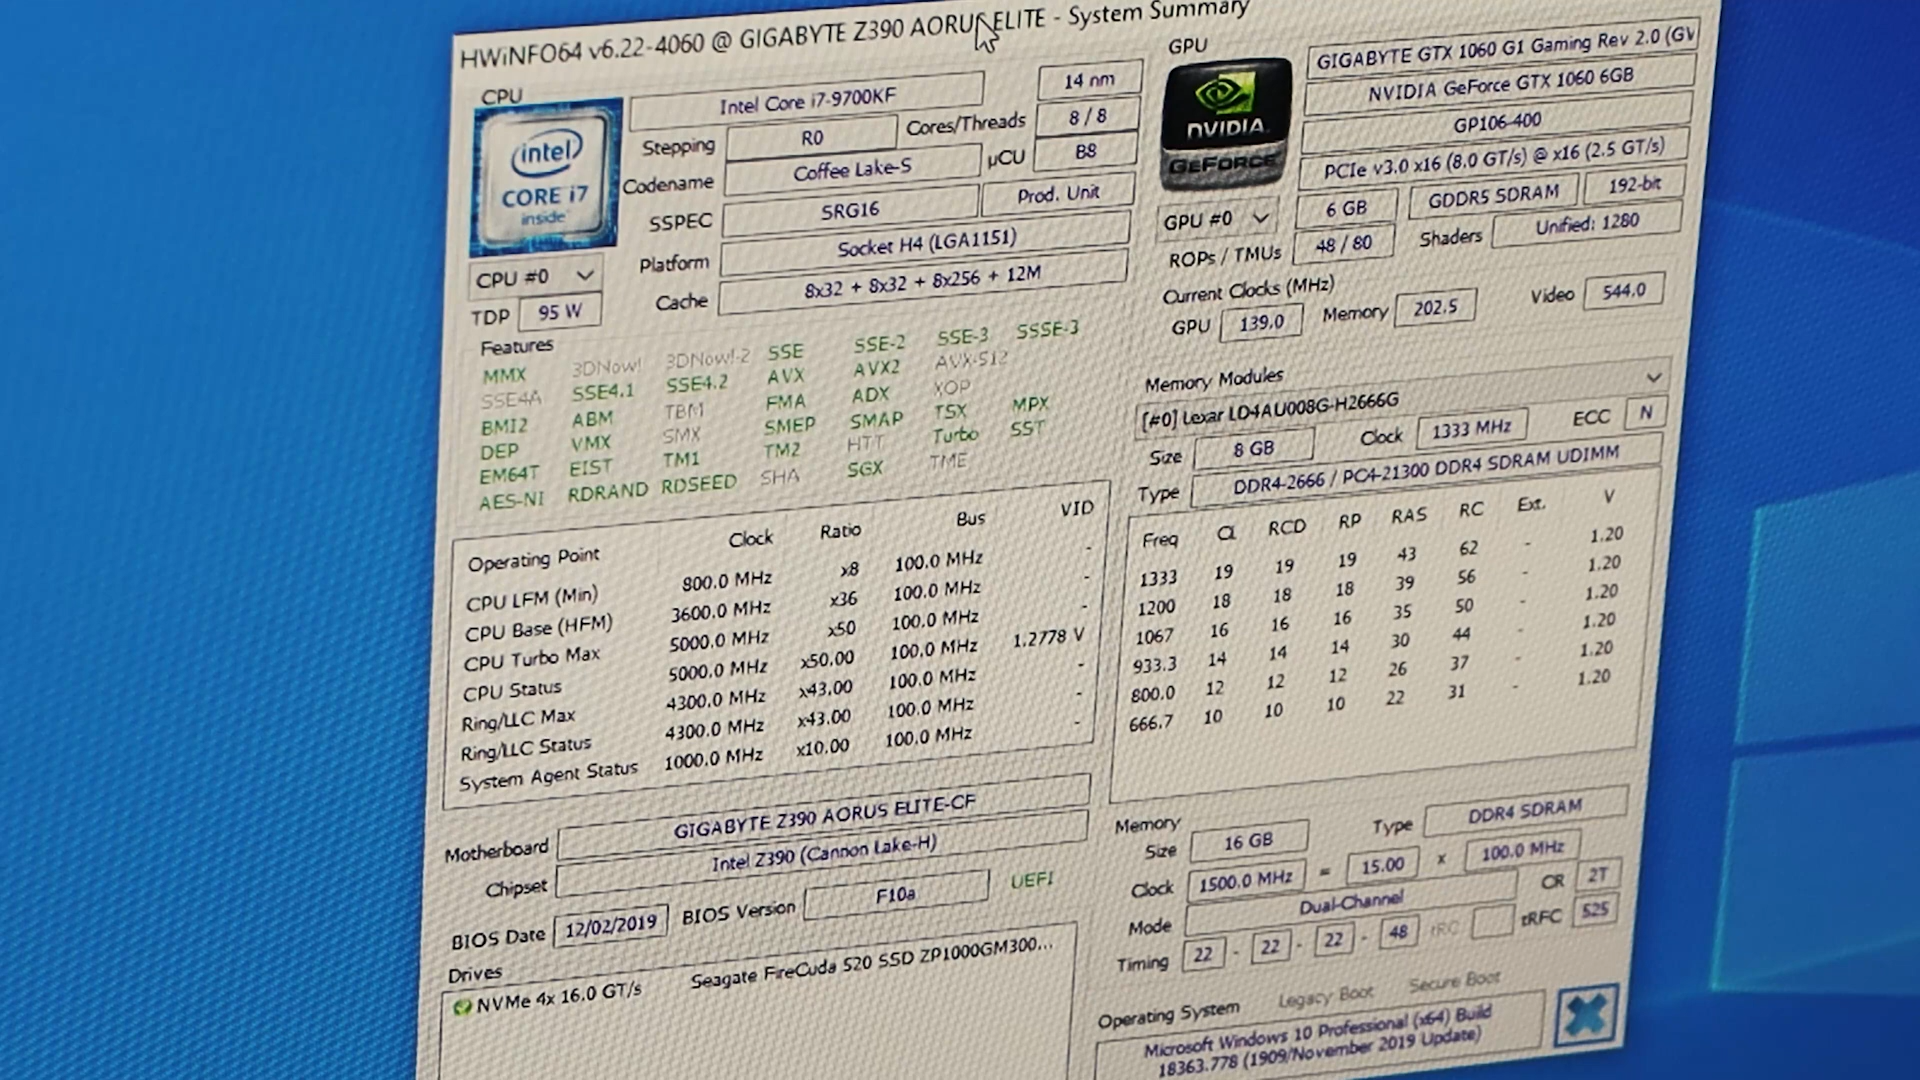 HWiNFO64 v6.22-4060 @ GIGABYTE Z390 AORUS ELITE - System Summary
CPU
intel
CORE i7
inside
Intel Core i7-9700KF
14 nm
Stepping R0 Cores/Threads 8 / 8
Codename Coffee Lake-S µCU B8
SSPEC SRG16 Prod. Unit
Platform Socket H4 (LGA1151)
Cache 8x32 + 8x32 + 8x256 + 12M
CPU #0
TDP 95 W
Features
MMX 3DNow! 3DNow!-2 SSE SSE-2 SSE-3 SSSE-3
SSE4A SSE4.1 SSE4.2 AVX AVX2 AVX-512
BMI2 ABM TBM FMA ADX XOP
DEP VMX SMX SMEP SMAP TSX MPX
EM64T EIST TM1 TM2 HTT Turbo SST
AES-NI RDRAND RDSEED SHA SGX TME
Operating Point Clock Ratio Bus VID
CPU LFM (Min) 800.0 MHz x8 100.0 MHz -
CPU Base (HFM) 3600.0 MHz x36 100.0 MHz -
CPU Turbo Max 5000.0 MHz x50 100.0 MHz -
CPU Status 5000.0 MHz x50.00 100.0 MHz 1.2778 V
Ring/LLC Max 4300.0 MHz x43.00 100.0 MHz -
Ring/LLC Status 4300.0 MHz x43.00 100.0 MHz -
System Agent Status 1000.0 MHz x10.00 100.0 MHz -
Motherboard GIGABYTE Z390 AORUS ELITE-CF
Chipset Intel Z390 (Cannon Lake-H)
BIOS Date 12/02/2019 BIOS Version F10a UEFI
Drives
NVMe 4x 16.0 GT/s Seagate FireCuda 520 SSD ZP1000GM300...
GPU
NVIDIA
GEFORCE
GIGABYTE GTX 1060 G1 Gaming Rev 2.0 (GV
NVIDIA GeForce GTX 1060 6GB
GP106-400
PCIe v3.0 x16 (8.0 GT/s) @ x16 (2.5 GT/s)
GPU #0 6 GB GDDR5 SDRAM 192-bit
ROPs / TMUs 48 / 80 Shaders Unified: 1280
Current Clocks (MHz)
GPU 139.0 Memory 202.5 Video 544.0
Memory Modules
[#0] Lexar LD4AU008G-H2666G
Size 8 GB Clock 1333 MHz ECC N
Type DDR4-2666 / PC4-21300 DDR4 SDRAM UDIMM
Freq CL RCD RP RAS RC Ext. V
1333 19 19 19 43 62 - 1.20
1200 18 18 18 39 56 - 1.20
1067 16 16 16 35 50 - 1.20
933.3 14 14 14 30 44 - 1.20
800.0 12 12 12 26 37 - 1.20
666.7 10 10 10 22 31 - 1.20
Memory
Size 16 GB Type DDR4 SDRAM
Clock 1500.0 MHz = 15.00 x 100.0 MHz
Mode Dual-Channel CR 2T
Timing 22 - 22 - 22 - 48 tRC tRFC 525
Operating System Legacy Boot Secure Boot
Microsoft Windows 10 Professional (x64) Build
18363.778 (1909/November 2019 Update)